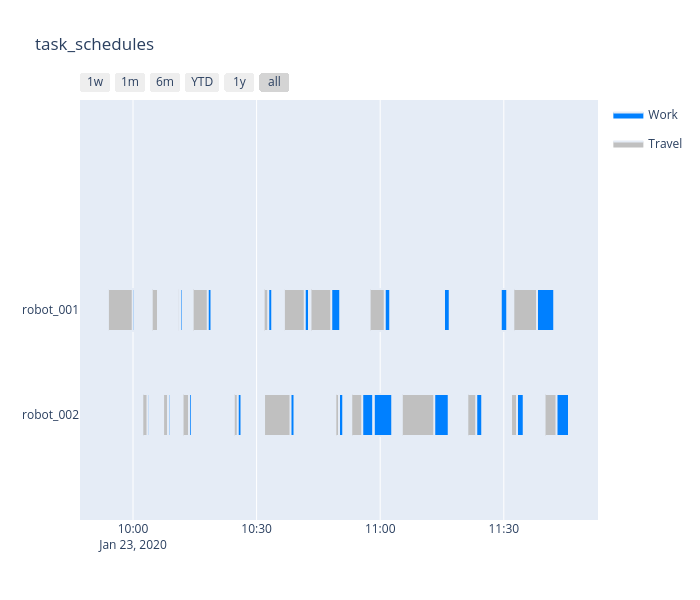 task_schedules
1w 1m 6m YTD 1y all
Work
Travel
robot_001
robot_002
10:00 10:30 11:00 11:30
Jan 23, 2020